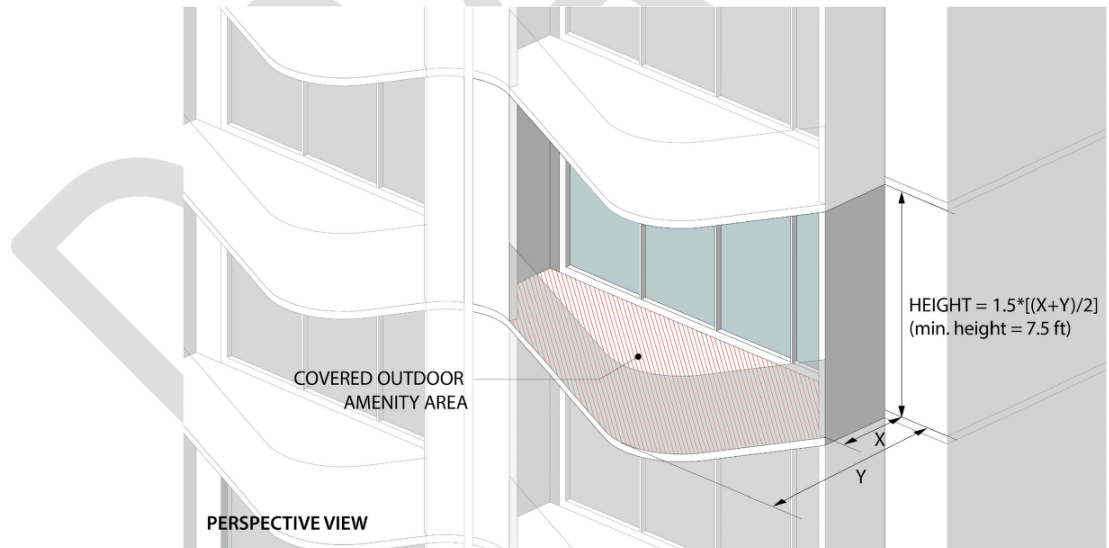 HEIGHT = 1.5*[(X+Y)/2]
(min. height = 7.5 ft)
COVERED OUTDOOR
AMENITY AREA
X
Y
PERSPECTIVE VIEW